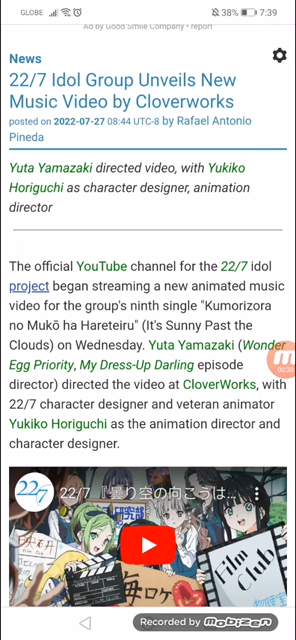 GLOBE 38% 7:39
Ad by Good Smile Company • report
News
22/7 Idol Group Unveils New
Music Video by Cloverworks
posted on 2022-07-27 08:44 UTC-8 by Rafael Antonio
Pineda
Yuta Yamazaki directed video, with Yukiko
Horiguchi as character designer, animation
director
The official YouTube channel for the 22/7 idol
project began streaming a new animated music
video for the group's ninth single "Kumorizora
no Mukō ha Hareteiru" (It's Sunny Past the
Clouds) on Wednesday. Yuta Yamazaki (Wonder
Egg Priority, My Dress-Up Darling episode
director) directed the video at CloverWorks, with
22/7 character designer and veteran animator
Yukiko Horiguchi as the animation director and
character designer.
22/7
22/7 『曇り空の向こうは...
Film
Club
Recorded by mobizen